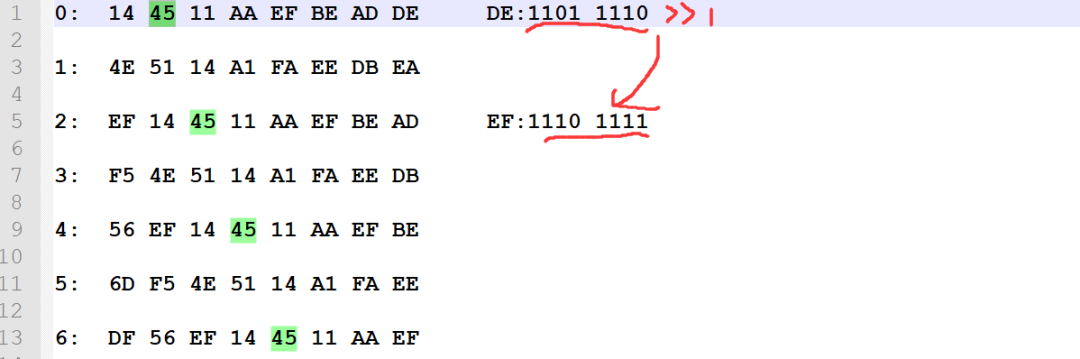 1 0: 14 45 11 AA EF BE AD DE DE:1101 1110 >>1
2
3 1: 4E 51 14 A1 FA EE DB EA
4
5 2: EF 14 45 11 AA EF BE AD EF:1110 1111
6
7 3: F5 4E 51 14 A1 FA EE DB
8
9 4: 56 EF 14 45 11 AA EF BE
10
11 5: 6D F5 4E 51 14 A1 FA EE
12
13 6: DF 56 EF 14 45 11 AA EF